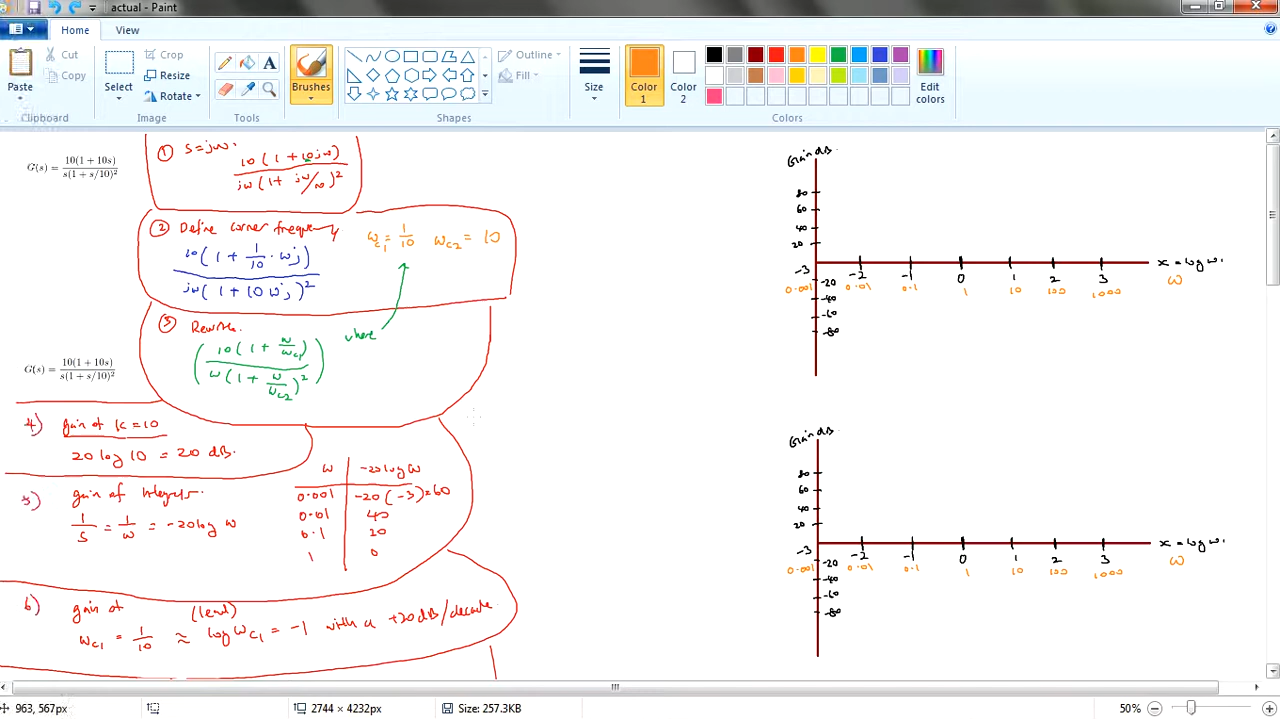 actual - Paint
Home View
Cut
Copy
Paste
Clipboard
Crop
Resize
Rotate
Select
Image
A
Tools
Brushes
Outline
Fill
Shapes
Size
Color 1
Color 2
Edit colors
Colors
G(s) = 10(1 + 10s) / s(1 + s/10)²
① s=jω.
10(1 + 10jω) / jω(1 + jω/10)²
② Define corner frequency
10(1 + 1/10 · ωj) / jω(1 + 10ωj)²
ωc1 = 1/10 ωc2 = 10
③ Rewrite.
(10(1 + ω/ωc1) / ω(1 + ω/ωc2)²)
where
G(s) = 10(1 + 10s) / s(1 + s/10)²
4) gain of K=10
20 log 10 = 20 dB.
5) gain of
1/s = 1/ω = -20log ω
ω -20log ω
0.001 -20(-3)=60
0.01 40
0.1 20
1 0
6) gain of (lead)
ωc1 = 1/10 ≈ log ωc1 = -1 with a +20 dB/decade
Gain dB.
80
60
40
20
-3 -2 -1 0 1 2 3 x = log ω.
0.001 0.01 0.1 1 10 100 1000 ω
-20
-40
-60
-80
Gain dB.
80
60
40
20
-3 -2 -1 0 1 2 3 x = log ω.
0.001 0.01 0.1 1 10 100 1000 ω
-20
-40
-60
-80
963, 567px
2744 × 4232px
Size: 257.3KB
50%